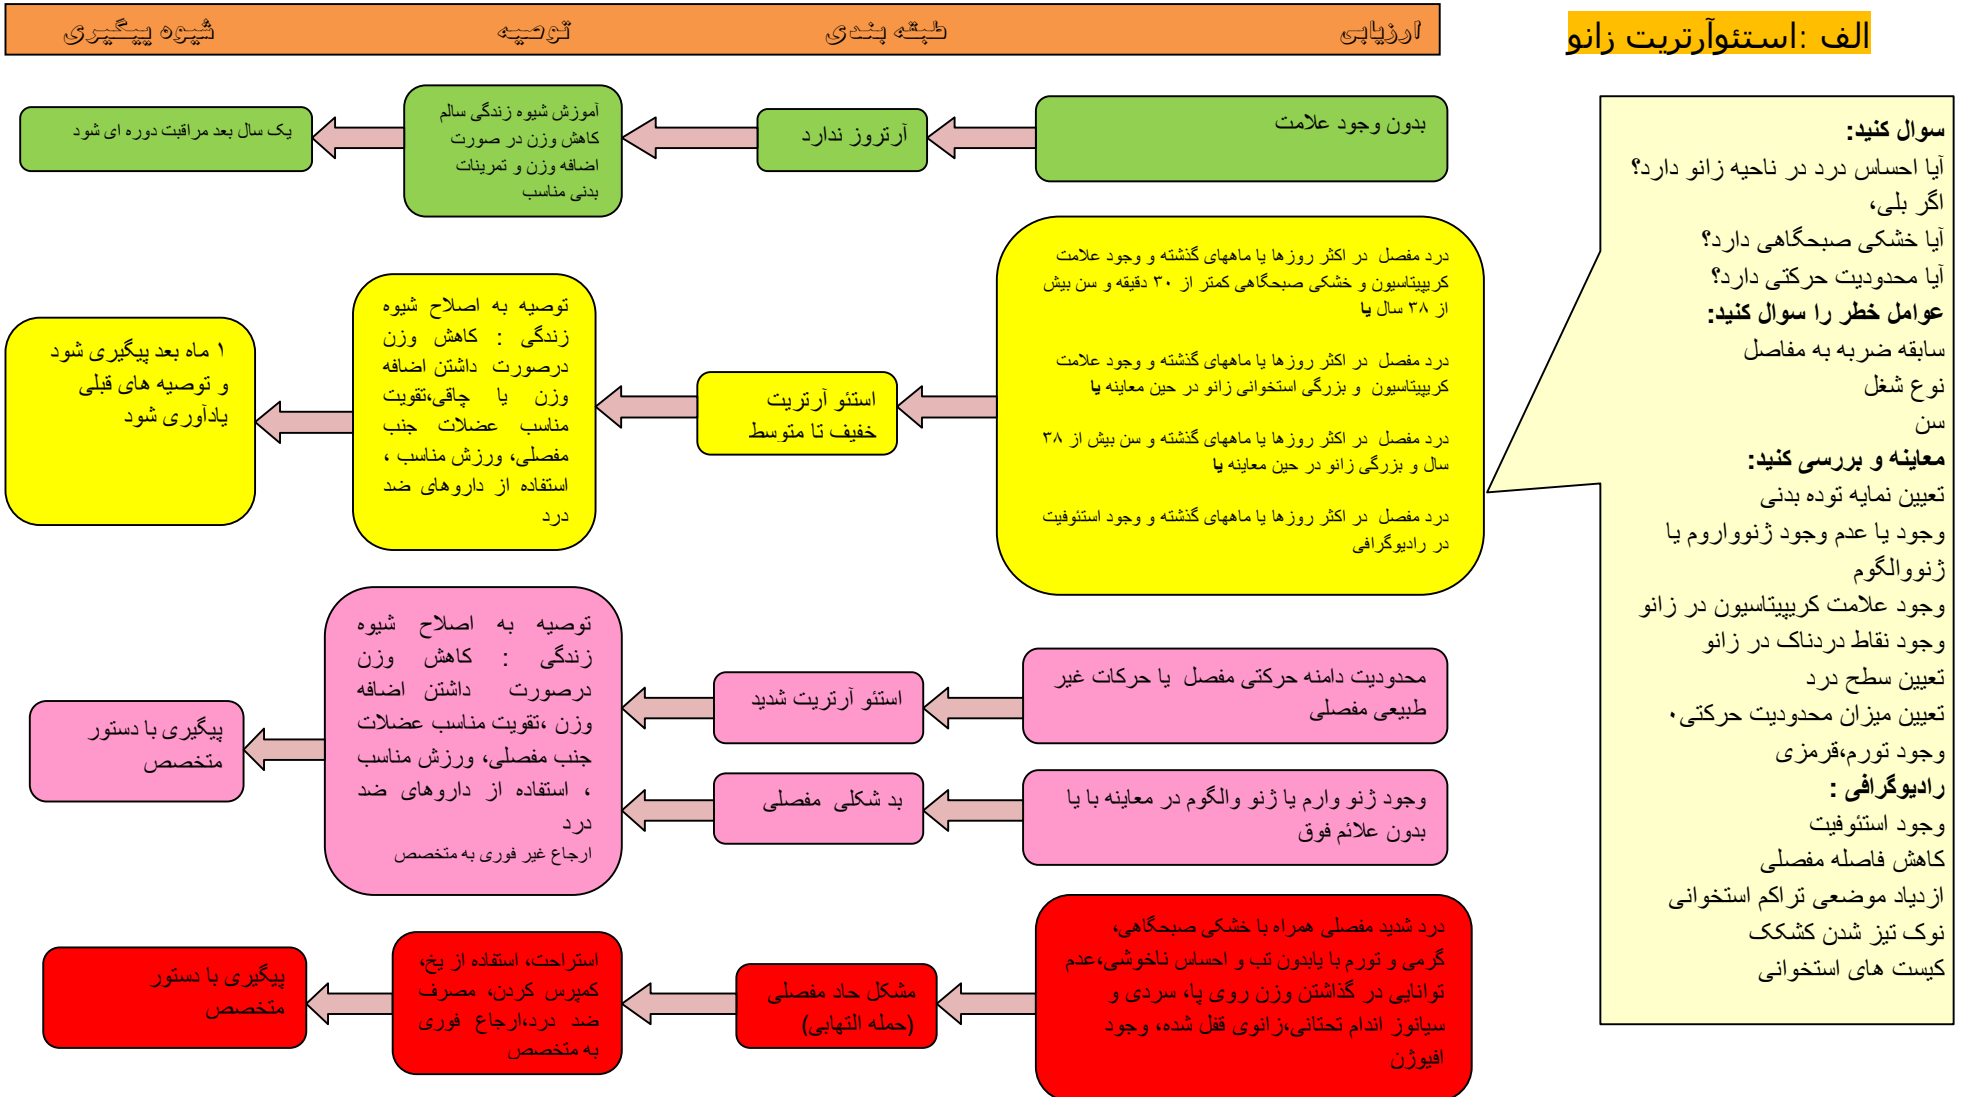 الف :استئوآرتریت زانو
ارزیابی
طبقه بندی
توصیه
شیوه پیگیری
سوال کنید:
آیا احساس درد در ناحیه زانو دارد؟
اگر بلی،
آیا خشکی صبحگاهی دارد؟
آیا محدودیت حرکتی دارد؟
عوامل خطر را سوال کنید:
سابقه ضربه به مفاصل
نوع شغل
سن
معاینه و بررسی کنید:
تعیین نمایه توده بدنی
وجود یا عدم وجود ژنوواروم یا
ژنووالگوم
وجود علامت کریپیتاسیون در زانو
وجود نقاط دردناک در زانو
تعیین سطح درد
تعیین میزان محدودیت حرکتی۰
وجود تورم،قرمزی
رادیوگرافی :
وجود استئوفیت
کاهش فاصله مفصلی
ازدیاد موضعی تراکم استخوانی
نوک تیز شدن کشکک
کیست های استخوانی
بدون وجود علامت
آرتروز ندارد
آموزش شیوه زندگی سالم
کاهش وزن در صورت
اضافه وزن و تمرینات
بدنی مناسب
یک سال بعد مراقبت دوره ای شود
درد مفصل در اکثر روزها یا ماههای گذشته و وجود علامت
کریپیتاسیون و خشکی صبحگاهی کمتر از ۳۰ دقیقه و سن بیش
از ۳۸ سال یا
درد مفصل در اکثر روزها یا ماههای گذشته و وجود علامت
کریپیتاسیون و بزرگی استخوانی زانو در حین معاینه یا
درد مفصل در اکثر روزها یا ماههای گذشته و سن بیش از ۳۸
سال و بزرگی زانو در حین معاینه یا
درد مفصل در اکثر روزها یا ماههای گذشته و وجود استئوفیت
در رادیوگرافی
استئو آرتریت
خفیف تا متوسط
توصیه به اصلاح شیوه
زندگی : کاهش وزن
درصورت داشتن اضافه
وزن یا چاقی،تقویت
مناسب عضلات جنب
مفصلی، ورزش مناسب ،
استفاده از داروهای ضد
درد
۱ ماه بعد پیگیری شود
و توصیه های قبلی
یادآوری شود
محدودیت دامنه حرکتی مفصل یا حرکات غیر
طبیعی مفصلی
استئو آرتریت شدید
وجود ژنو وارم یا ژنو والگوم در معاینه با یا
بدون علائم فوق
بد شکلی مفصلی
توصیه به اصلاح شیوه
زندگی : کاهش وزن
درصورت داشتن اضافه
وزن ،تقویت مناسب عضلات
جنب مفصلی، ورزش مناسب
، استفاده از داروهای ضد
درد
ارجاع غیر فوری به متخصص
پیگیری با دستور
متخصص
درد شدید مفصلی همراه با خشکی صبحگاهی،
گرمی و تورم با یابدون تب و احساس ناخوشی،عدم
توانایی در گذاشتن وزن روی پا، سردی و
سیانوز اندام تحتانی،زانوی قفل شده، وجود
افیوژن
مشکل حاد مفصلی
(حمله التهابی)
استراحت، استفاده از یخ،
کمپرس کردن، مصرف
ضد درد،ارجاع فوری
به متخصص
پیگیری با دستور
متخصص